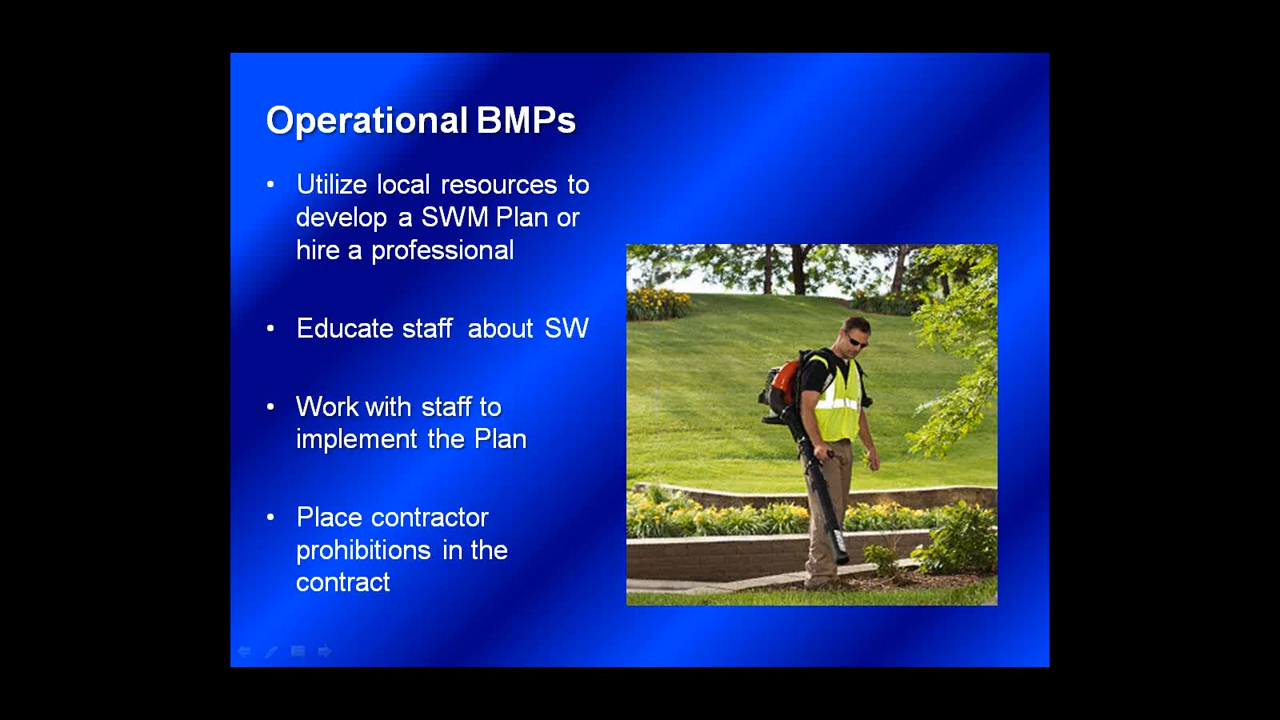 Operational BMPs
• Utilize local resources to
develop a SWM Plan or
hire a professional
• Educate staff about SW
• Work with staff to
implement the Plan
• Place contractor
prohibitions in the
contract